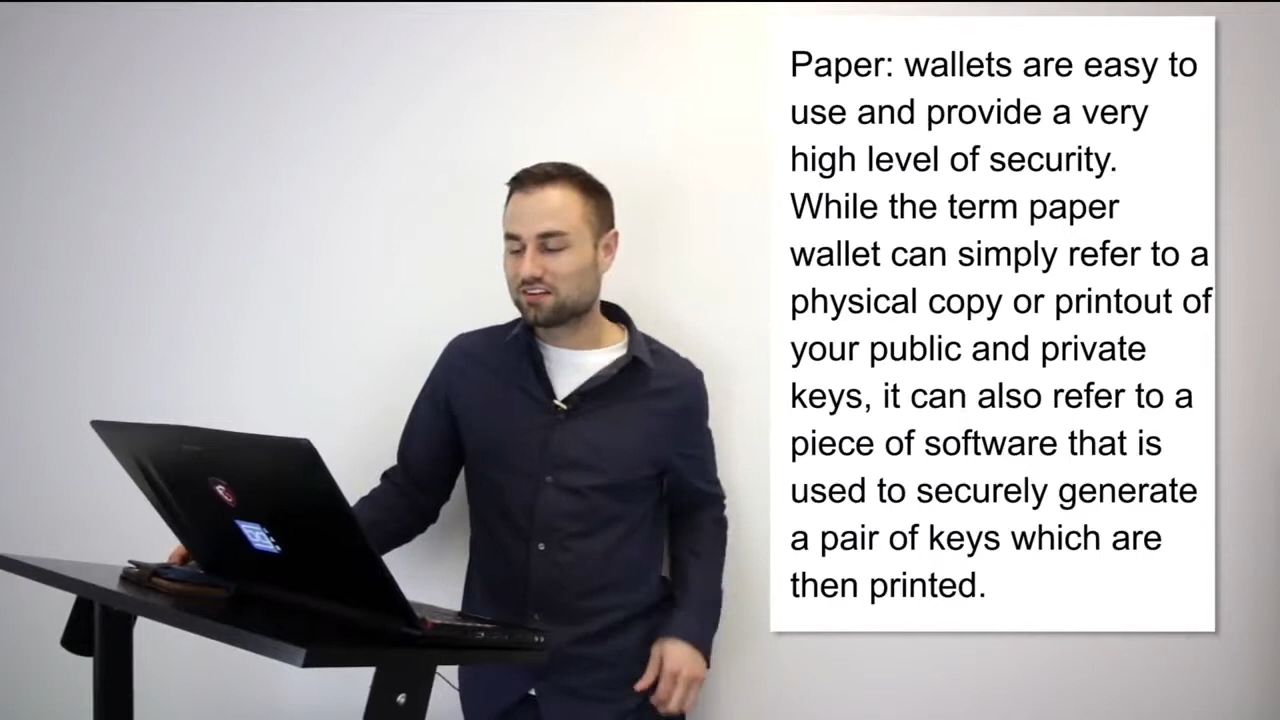 Paper: wallets are easy to
use and provide a very
high level of security.
While the term paper
wallet can simply refer to a
physical copy or printout of
your public and private
keys, it can also refer to a
piece of software that is
used to securely generate
a pair of keys which are
then printed.